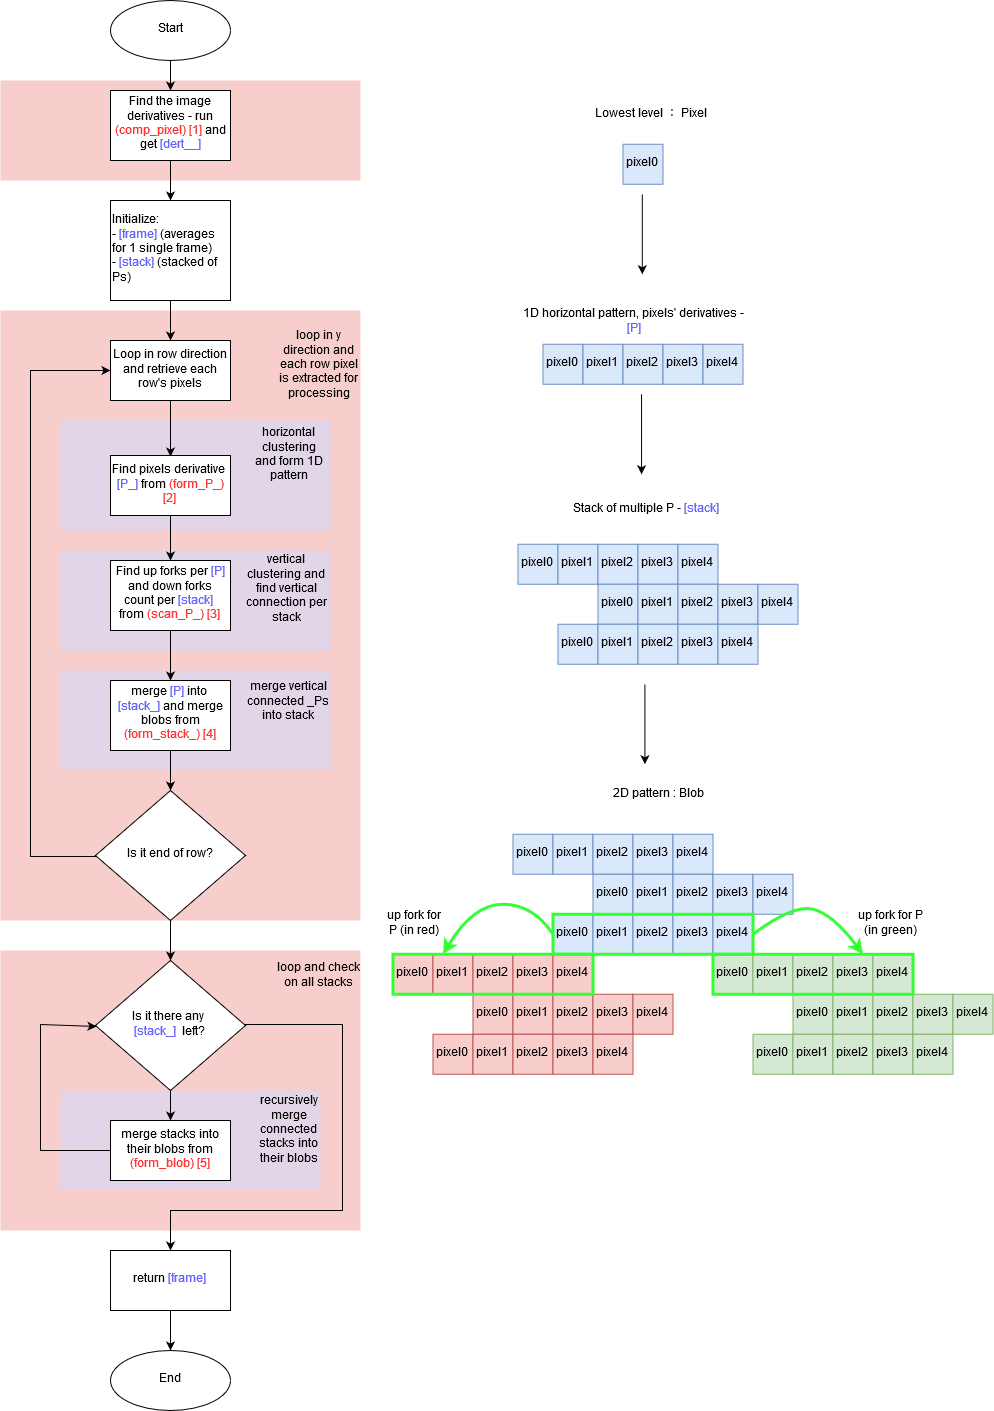 Start
Find the image
derivatives - run
(comp_pixel) [1] and
get [dert__]
Initialize:
- [frame] (averages
for 1 single frame)
- [stack] (stacked of
Ps)
loop in y
direction and
each row pixel
is extracted for
processing
Loop in row direction
and retrieve each
row's pixels
horizontal
clustering
and form 1D
pattern
Find pixels derivative
[P_] from (form_P_)
[2]
vertical
clustering and
find vertical
connection per
stack
Find up forks per [P]
and down forks
count per [stack]
from (scan_P_) [3]
merge vertical
connected _Ps
into stack
merge [P] into
[stack_] and merge
blobs from
(form_stack_) [4]
Is it end of row?
loop and check
on all stacks
Is it there any
[stack_] left?
recursively
merge
connected
stacks into
their blobs
merge stacks into
their blobs from
(form_blob) [5]
return [frame]
End
Lowest level : Pixel
pixel0
1D horizontal pattern, pixels' derivatives -
[P]
pixel0 pixel1 pixel2 pixel3 pixel4
Stack of multiple P - [stack]
pixel0 pixel1 pixel2 pixel3 pixel4
pixel0 pixel1 pixel2 pixel3 pixel4
pixel0 pixel1 pixel2 pixel3 pixel4
2D pattern : Blob
pixel0 pixel1 pixel2 pixel3 pixel4
pixel0 pixel1 pixel2 pixel3 pixel4
pixel0 pixel1 pixel2 pixel3 pixel4
up fork for
P (in red)
up fork for P
(in green)
pixel0 pixel1 pixel2 pixel3 pixel4
pixel0 pixel1 pixel2 pixel3 pixel4
pixel0 pixel1 pixel2 pixel3 pixel4
pixel0 pixel1 pixel2 pixel3 pixel4
pixel0 pixel1 pixel2 pixel3 pixel4
pixel0 pixel1 pixel2 pixel3 pixel4